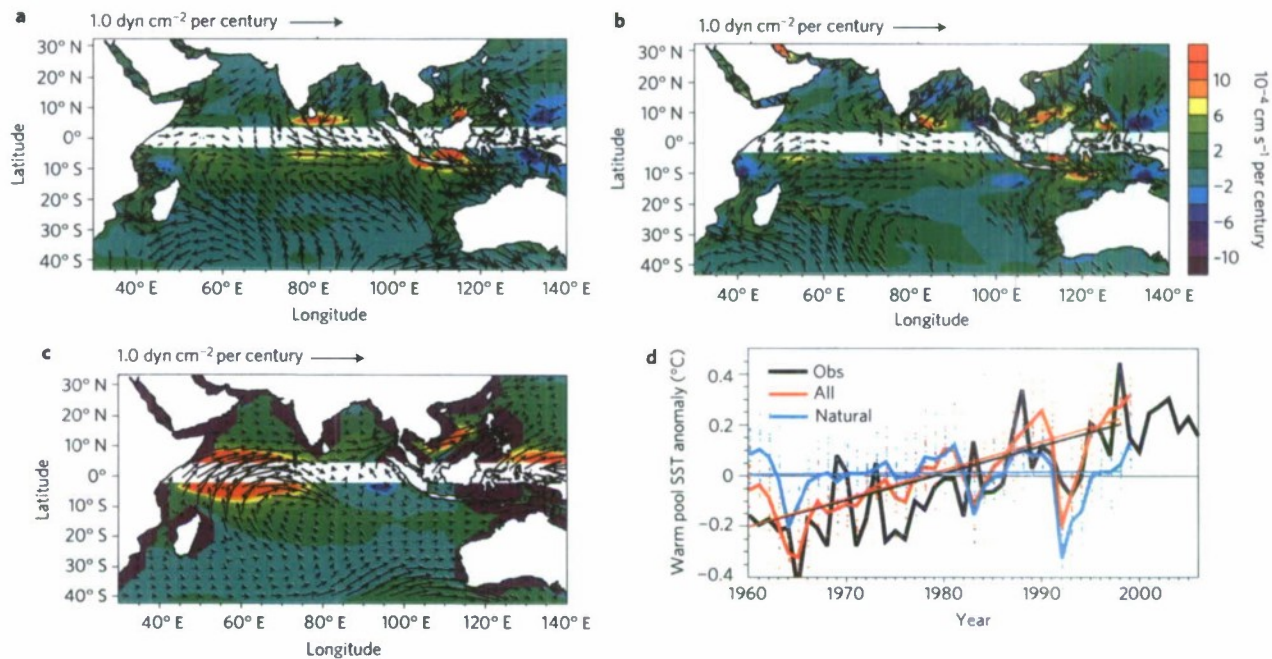 a
1.0 dyn cm⁻² per century
30° N
20° N
10° N
0°
10° S
20° S
30° S
40° S
Latitude
40° E 60° E 80° E 100° E 120° E 140° E
Longitude
b
1.0 dyn cm⁻² per century
30° N
20° N
10° N
0°
10° S
20° S
30° S
40° S
Latitude
40° E 60° E 80° E 100° E 120° E 140° E
Longitude
10
6
2
-2
-6
-10
10⁻⁴ cm s⁻¹ per century
c
1.0 dyn cm⁻² per century
30° N
20° N
10° N
0°
10° S
20° S
30° S
40° S
Latitude
40° E 60° E 80° E 100° E 120° E 140° E
Longitude
d
Warm pool SST anomaly (°C)
0.4
0.2
0
-0.2
-0.4
Obs
All
Natural
1960 1970 1980 1990 2000
Year